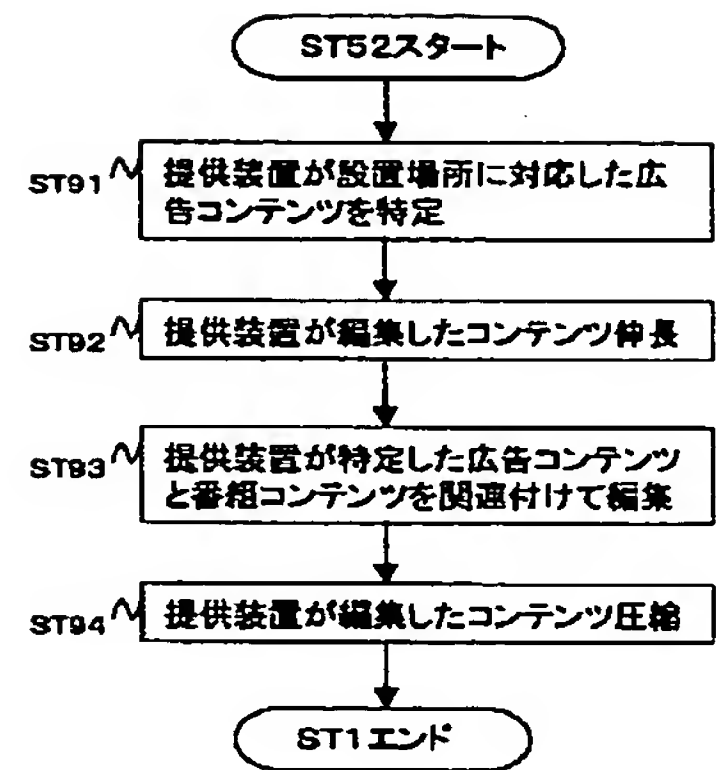 ST52スタート
ST91
提供装置が設置場所に対応した広
告コンテンツを特定
ST92
提供装置が編集したコンテンツ伸長
ST93
提供装置が特定した広告コンテンツ
と番組コンテンツを関連付けて編集
ST94
提供装置が編集したコンテンツ圧縮
ST1エンド